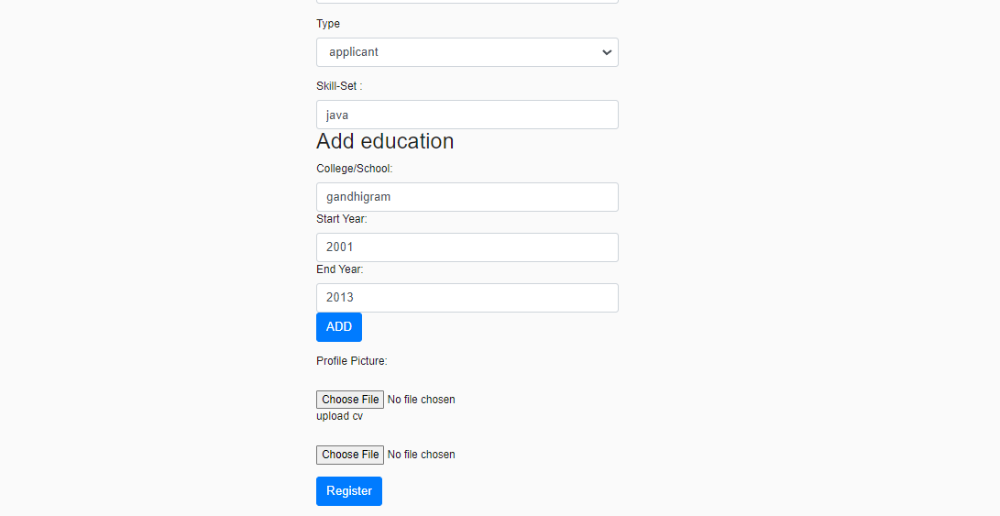 Type
applicant
Skill-Set :
java
Add education
College/School:
gandhigram
Start Year:
2001
End Year:
2013
ADD
Profile Picture:
Choose File No file chosen
upload cv
Choose File No file chosen
Register